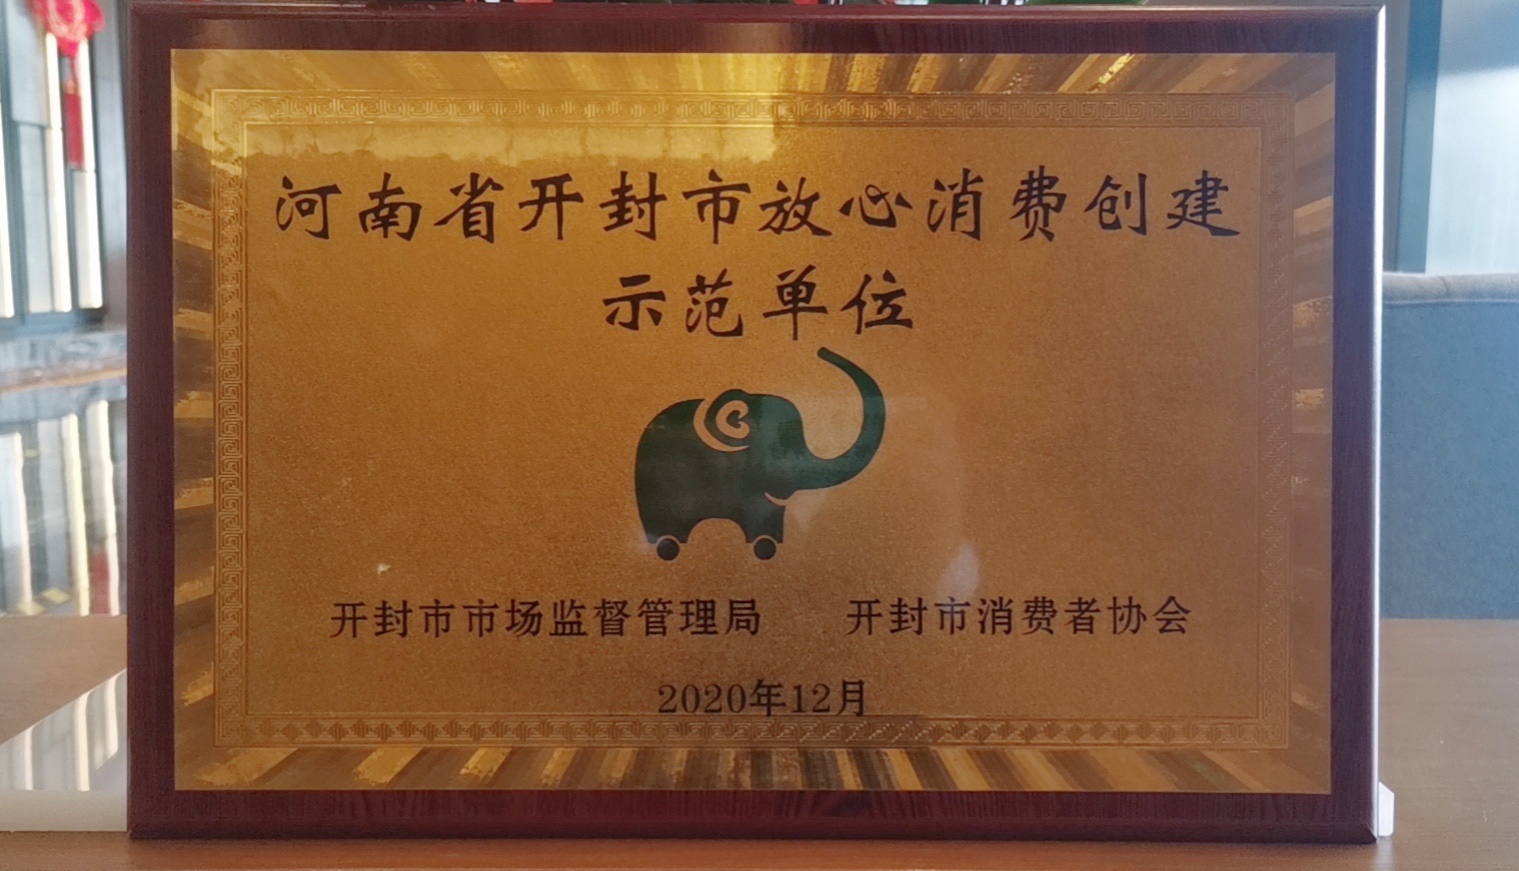 河南省开封市放心消费创建
示范单位
开封市市场监督管理局 开封市消费者协会
2020年12月